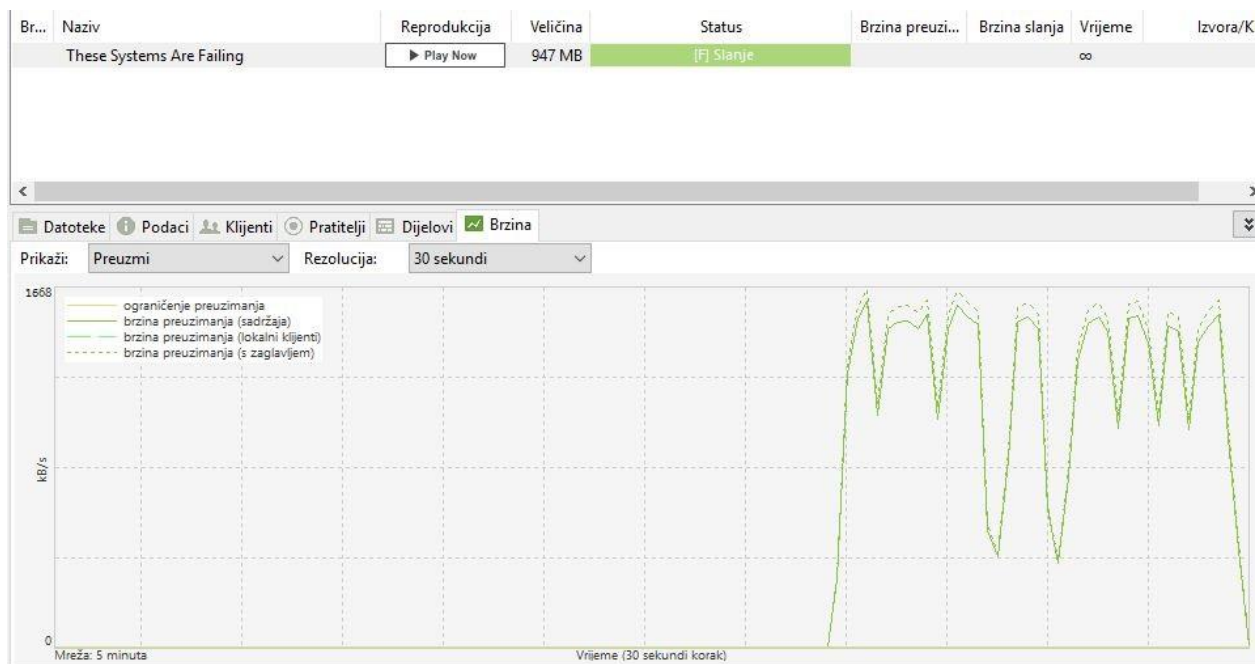 Br... Naziv Reprodukcija Veličina Status Brzina preuzi... Brzina slanja Vrijeme Izvora/K
These Systems Are Failing Play Now 947 MB [F] Slanje ∞
Datoteke Podaci Klijenti Pratitelji Dijelovi Brzina
Prikaži: Preuzmi Rezolucija: 30 sekundi
1668
ograničenje preuzimanja
brzina preuzimanja (sadržaja)
brzina preuzimanja (lokalni klijenti)
brzina preuzimanja (s zaglavljem)
kB/s
0
Mreža: 5 minuta Vrijeme (30 sekundi korak)